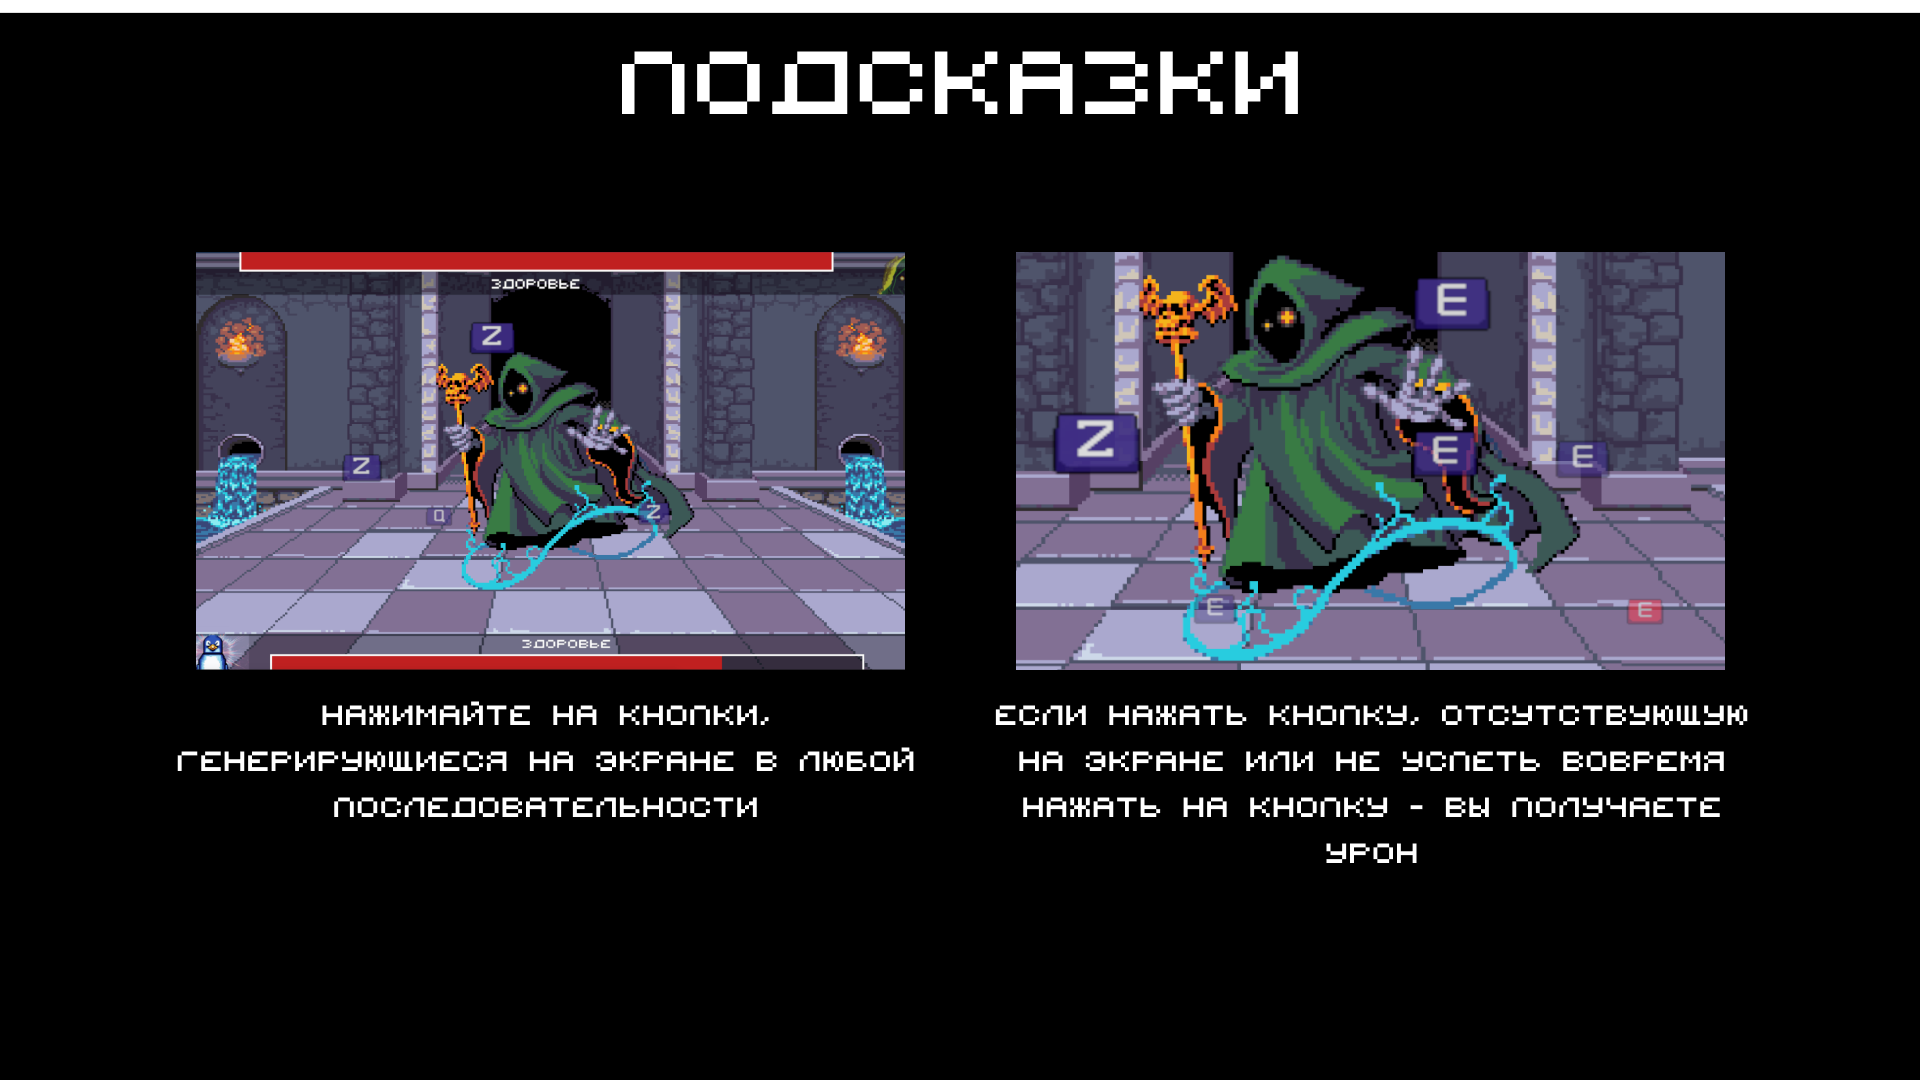 ПОДСКАЗКИ
ЗДОРОВЬЕ
Z
Z
Q
Z
ЗДОРОВЬЕ
E
Z
E
E
E
E
НАЖИМАЙТЕ НА КНОПКИ,
ГЕНЕРИРУЮЩИЕСЯ НА ЭКРАНЕ В ЛЮБОЙ
ПОСЛЕДОВАТЕЛЬНОСТИ
ЕСЛИ НАЖАТЬ КНОПКУ, ОТСУТСТВУЮЩУЮ
НА ЭКРАНЕ ИЛИ НЕ УСПЕТЬ ВОВРЕМЯ
НАЖАТЬ НА КНОПКУ - ВЫ ПОЛУЧАЕТЕ
УРОН